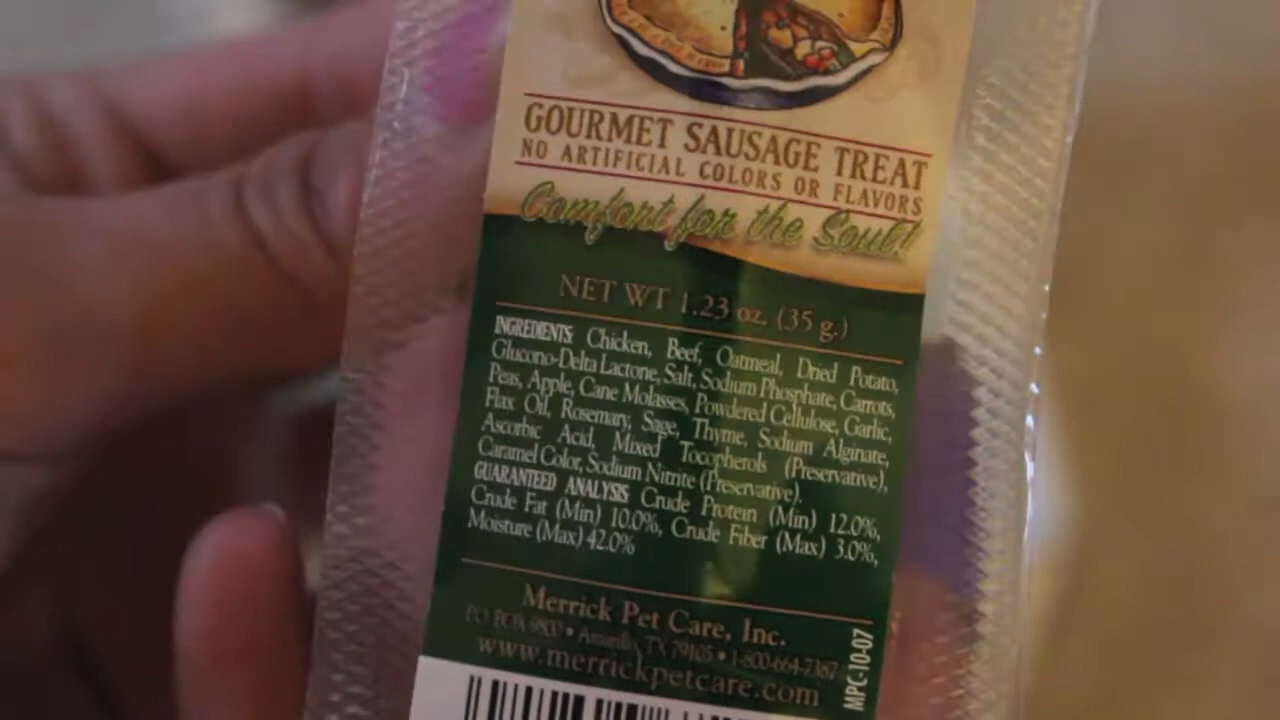 GOURMET SAUSAGE TREAT
NO ARTIFICIAL COLORS OR FLAVORS
Comfort for the Soul!
NET WT 1.23 oz. (35 g.)
INGREDIENTS: Chicken, Beef, Oatmeal, Dried Potato,
Glucono-Delta Lactone, Salt, Sodium Phosphate, Carrots,
Peas, Apple, Cane Molasses, Powdered Cellulose, Garlic,
Flax Oil, Rosemary, Sage, Thyme, Sodium Alginate,
Ascorbic Acid, Mixed Tocopherols (Preservative),
Caramel Color, Sodium Nitrite (Preservative).
GUARANTEED ANALYSIS Crude Protein (Min) 12.0%,
Crude Fat (Min) 10.0%, Crude Fiber (Max) 3.0%,
Moisture (Max) 42.0%
Merrick Pet Care, Inc.
P.O. BOX 9800 • Amarillo, TX 79105 • 1-800-664-7387
www.merrickpetcare.com
MPC-10-07